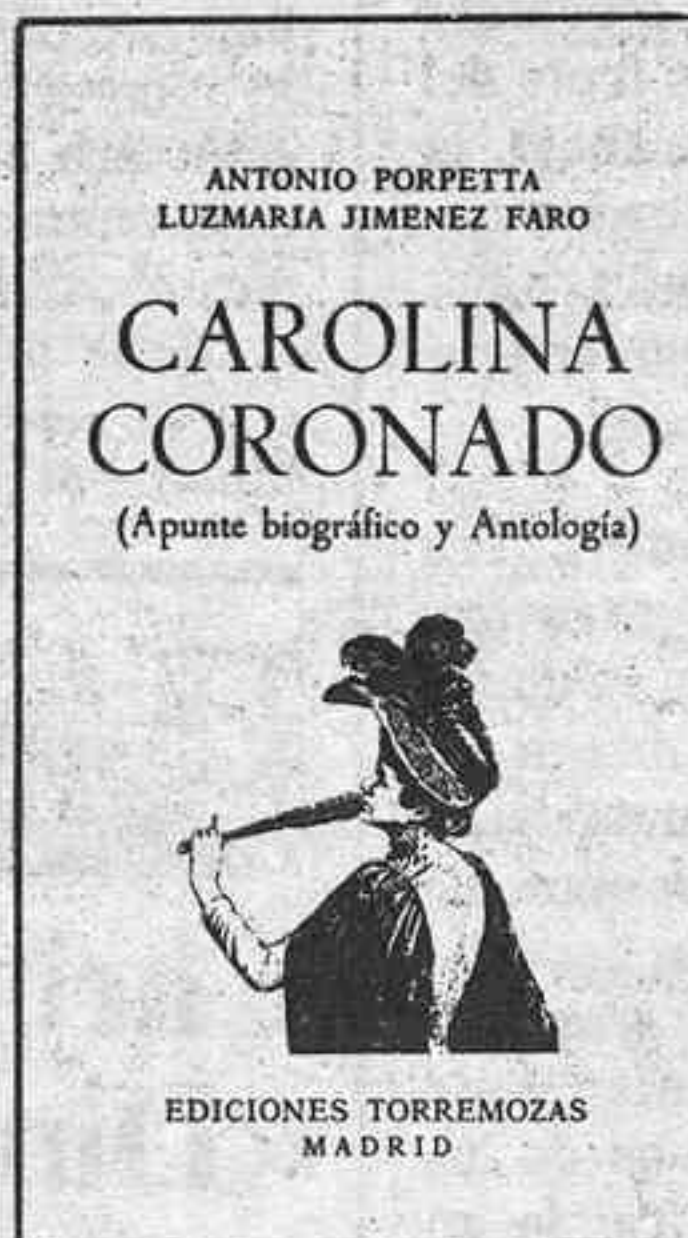 ANTONIO PORPETTA
LUZMARIA JIMENEZ FARO
CAROLINA
CORONADO
(Apunte biográfico y Antología)
EDICIONES TORREMOZAS
MADRID